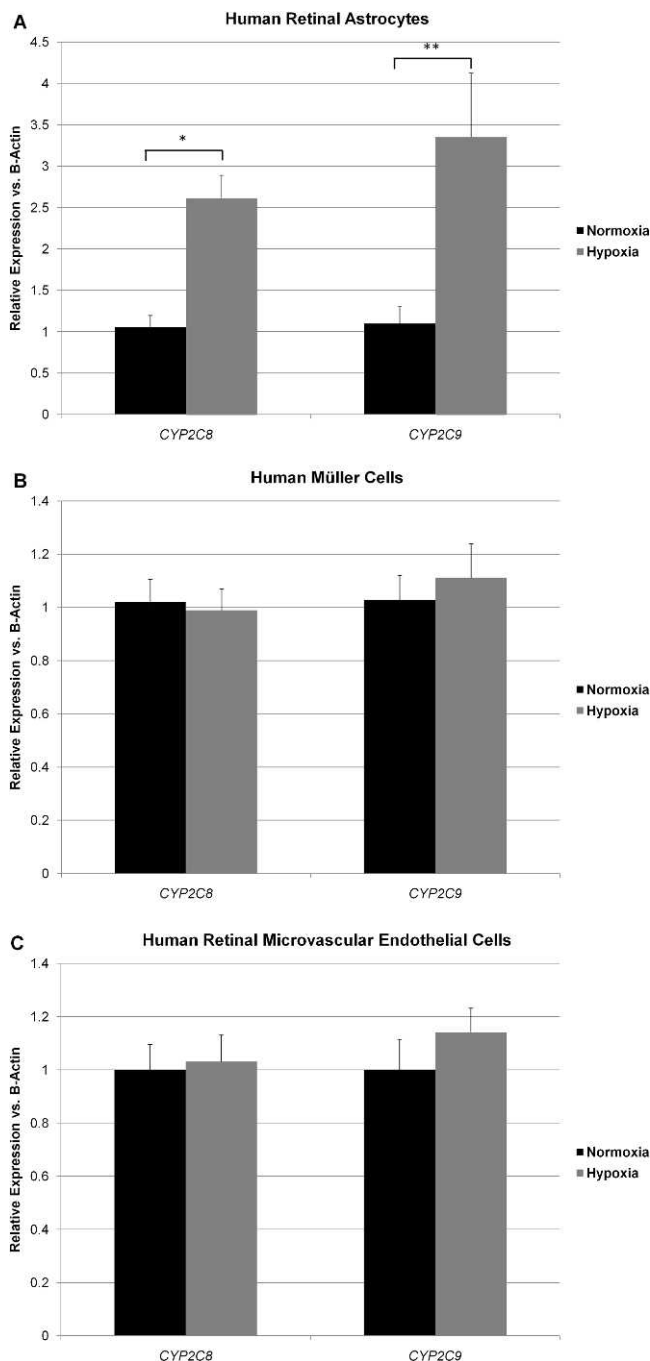 A
Human Retinal Astrocytes
Relative Expression vs. B-Actin
4.5
4
3.5
3
2.5
2
1.5
1
0.5
0
*
**
CYP2C8
CYP2C9
Normoxia
Hypoxia
B
Human Müller Cells
Relative Expression vs. B-Actin
1.4
1.2
1
0.8
0.6
0.4
0.2
0
CYP2C8
CYP2C9
Normoxia
Hypoxia
C
Human Retinal Microvascular Endothelial Cells
Relative Expression vs. B-Actin
1.4
1.2
1
0.8
0.6
0.4
0.2
0
CYP2C8
CYP2C9
Normoxia
Hypoxia